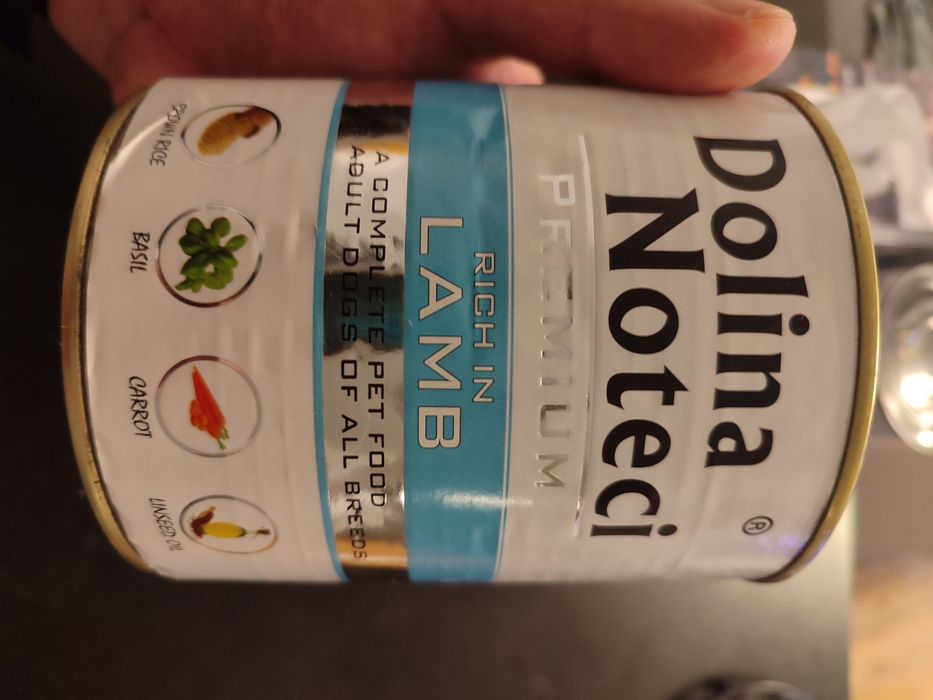 Dolina
Noteci
®
PREMIUM
RICH IN
LAMB
A COMPLETE PET FOOD
ADULT DOGS OF ALL BREEDS
BROWN RICE
BASIL
CARROT
LINSEED OIL